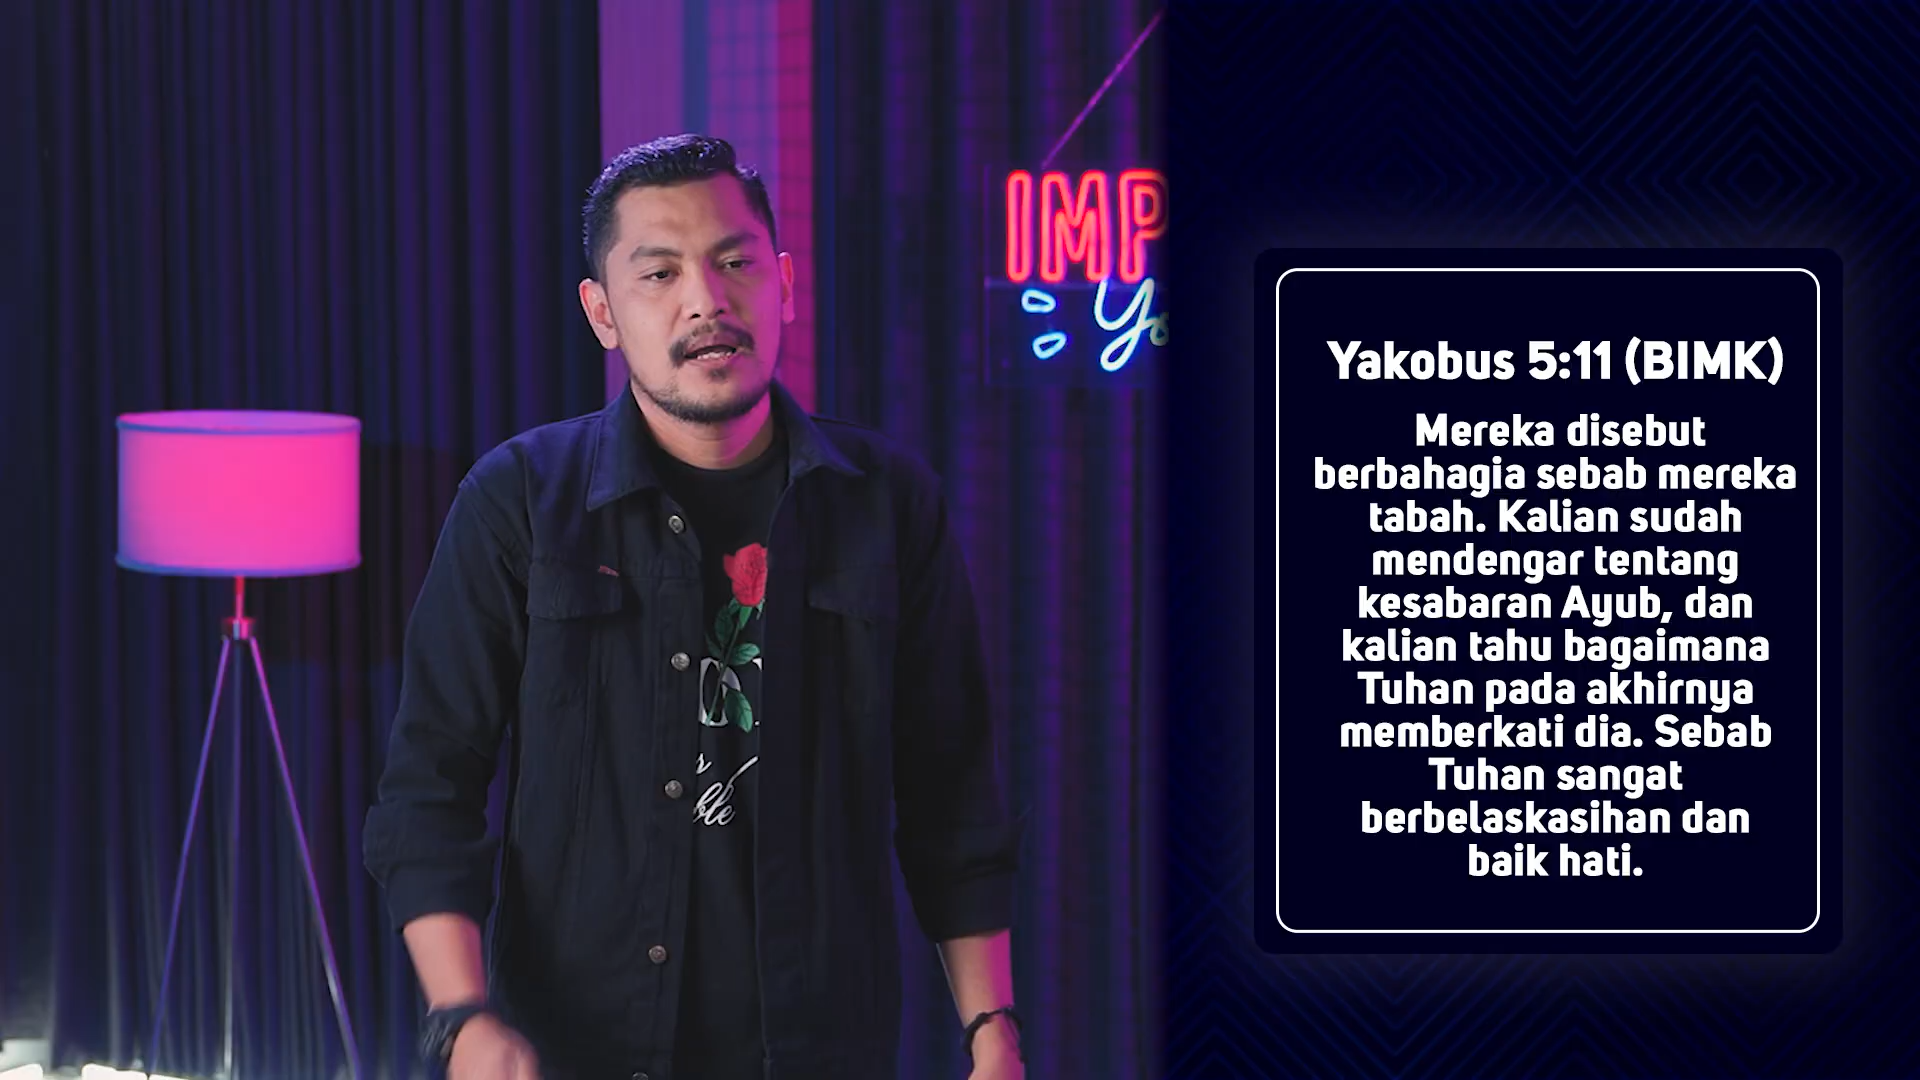 IMP
Yo
Yakobus 5:11 (BIMK)
Mereka disebut
berbahagia sebab mereka
tabah. Kalian sudah
mendengar tentang
kesabaran Ayub, dan
kalian tahu bagaimana
Tuhan pada akhirnya
memberkati dia. Sebab
Tuhan sangat
berbelaskasihan dan
baik hati.